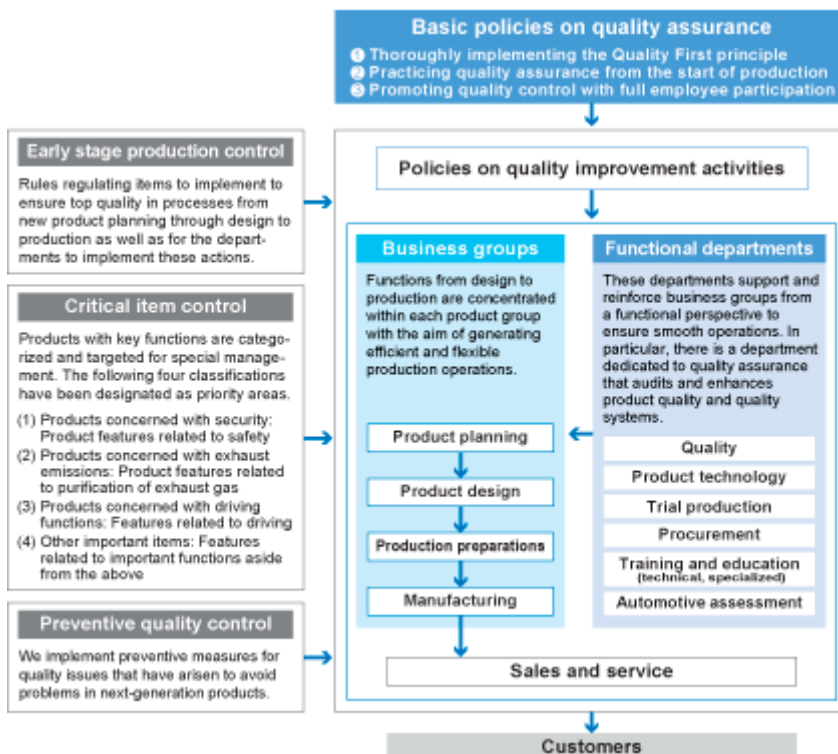 Basic policies on quality assurance
❶ Thoroughly implementing the Quality First principle
❷ Practicing quality assurance from the start of production
❸ Promoting quality control with full employee participation
Early stage production control
Rules regulating items to implement to
ensure top quality in processes from
new product planning through design to
production as well as for the depart-
ments to implement these actions.
Critical item control
Products with key functions are catego-
rized and targeted for special manage-
ment. The following four classifications
have been designated as priority areas.
(1) Products concerned with security:
Product features related to safety
(2) Products concerned with exhaust
emissions: Product features related
to purification of exhaust gas
(3) Products concerned with driving
functions: Features related to driving
(4) Other important items: Features
related to important functions aside
from the above
Preventive quality control
We implement preventive measures for
quality issues that have arisen to avoid
problems in next-generation products.
Policies on quality improvement activities
Business groups
Functions from design to
production are concentrated
within each product group
with the aim of generating
efficient and flexible
production operations.
Product planning
Product design
Production preparations
Manufacturing
Functional departments
These departments support and
reinforce business groups from
a functional perspective to
ensure smooth operations. In
particular, there is a department
dedicated to quality assurance
that audits and enhances
product quality and quality
systems.
Quality
Product technology
Trial production
Procurement
Training and education
(technical, specialized)
Automotive assessment
Sales and service
Customers